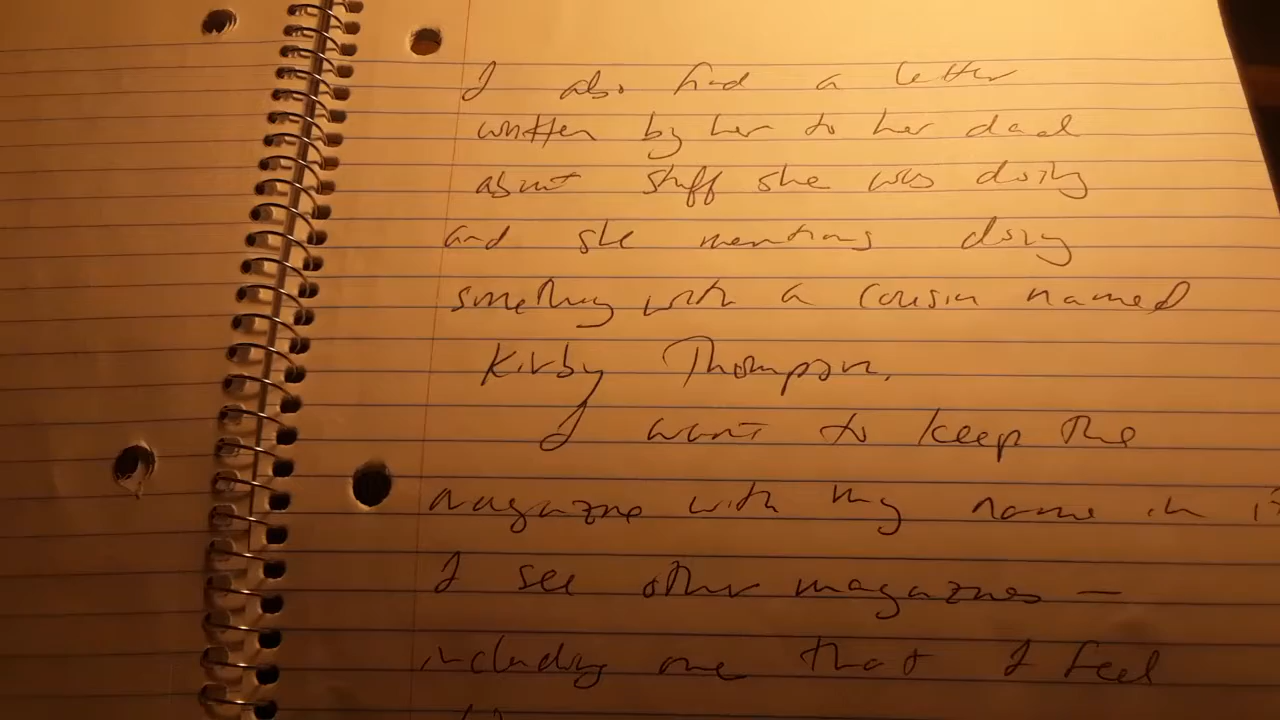 I also find a letter
written by her to her dad
about stuff she was doing
and she mentions doing
something with a cousin named
Kirby Thompson.
I want to keep the
magazine with my name in it
I see other magazines —
including one that I feel